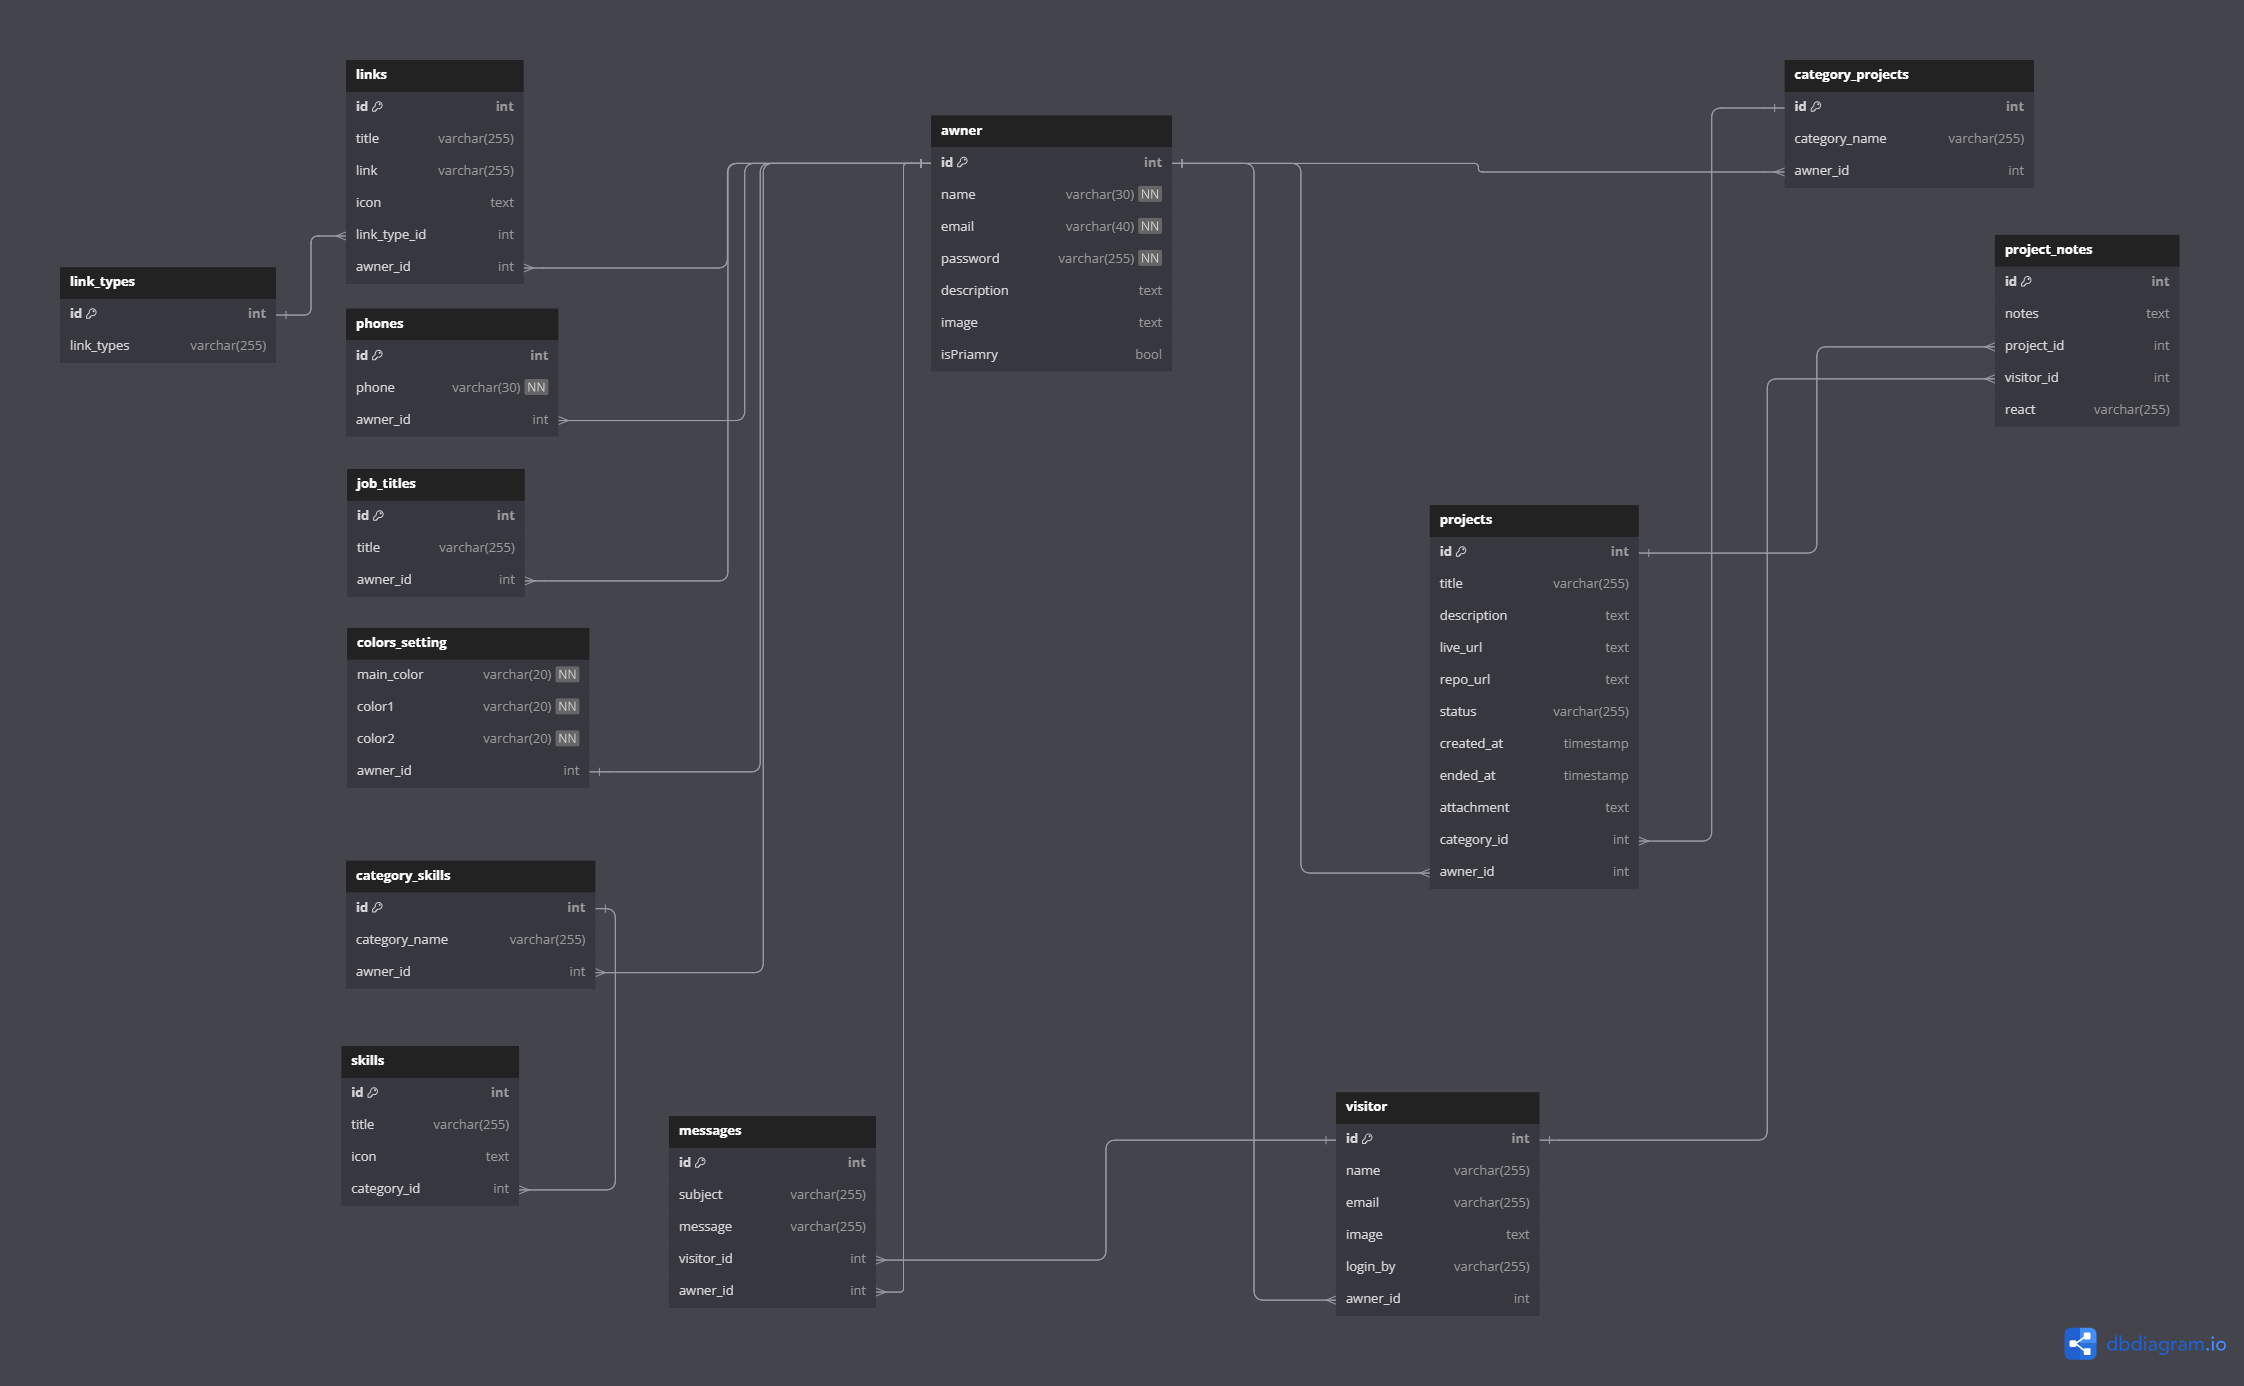 links
id int
title varchar(255)
link varchar(255)
icon text
link_type_id int
awner_id int
link_types
id int
link_types varchar(255)
phones
id int
phone varchar(30) NN
awner_id int
job_titles
id int
title varchar(255)
awner_id int
colors_setting
main_color varchar(20) NN
color1 varchar(20) NN
color2 varchar(20) NN
awner_id int
category_skills
id int
category_name varchar(255)
awner_id int
skills
id int
title varchar(255)
icon text
category_id int
messages
id int
subject varchar(255)
message varchar(255)
visitor_id int
awner_id int
awner
id int
name varchar(30) NN
email varchar(40) NN
password varchar(255) NN
description text
image text
isPriamry bool
projects
id int
title varchar(255)
description text
live_url text
repo_url text
status varchar(255)
created_at timestamp
ended_at timestamp
attachment text
category_id int
awner_id int
visitor
id int
name varchar(255)
email varchar(255)
image text
login_by varchar(255)
awner_id int
category_projects
id int
category_name varchar(255)
awner_id int
project_notes
id int
notes text
project_id int
visitor_id int
react varchar(255)
dbdiagram.io